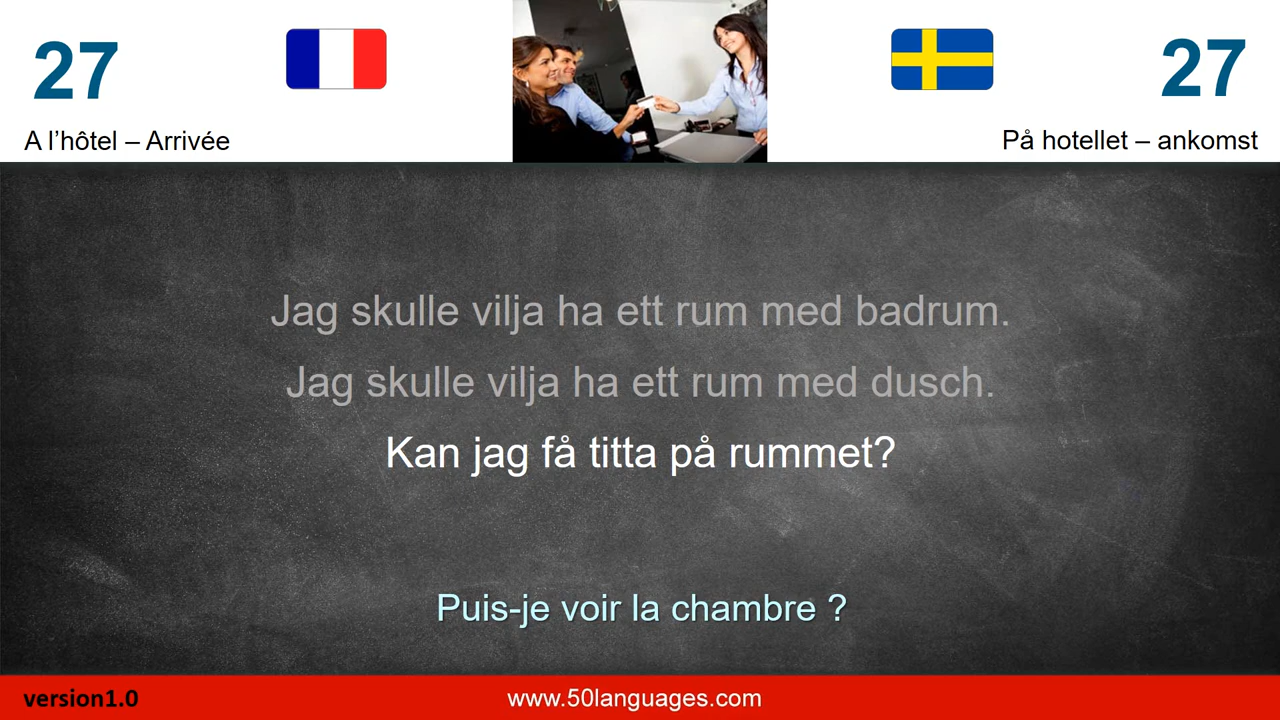 27
27
A l’hôtel – Arrivée
På hotellet – ankomst
Jag skulle vilja ha ett rum med badrum.
Jag skulle vilja ha ett rum med dusch.
Kan jag få titta på rummet?
Puis-je voir la chambre ?
version1.0
www.50languages.com